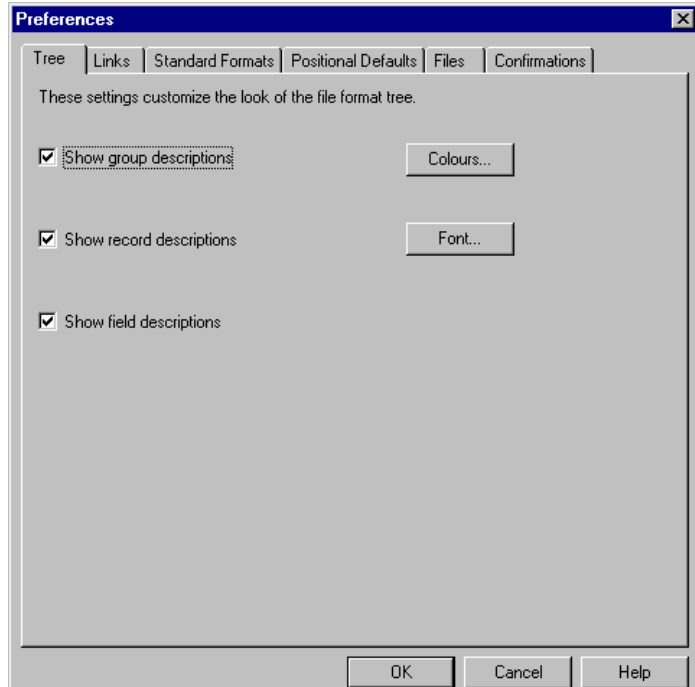 Preferences
Tree Links Standard Formats Positional Defaults Files Confirmations
These settings customize the look of the file format tree.
Show group descriptions Colours...
Show record descriptions Font...
Show field descriptions
OK Cancel Help